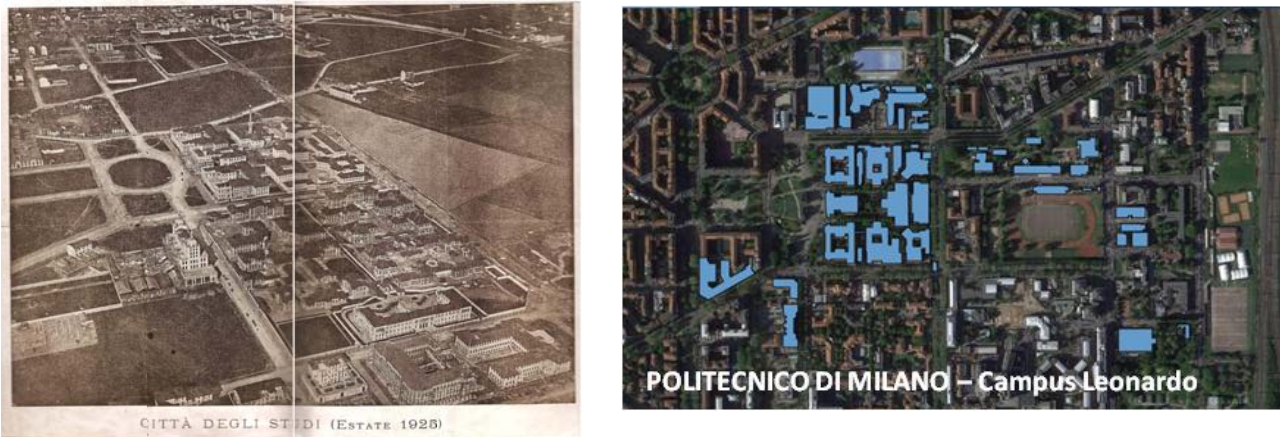 CITTÀ DEGLI STUDI (ESTATE 1925)
POLITECNICO DI MILANO – Campus Leonardo